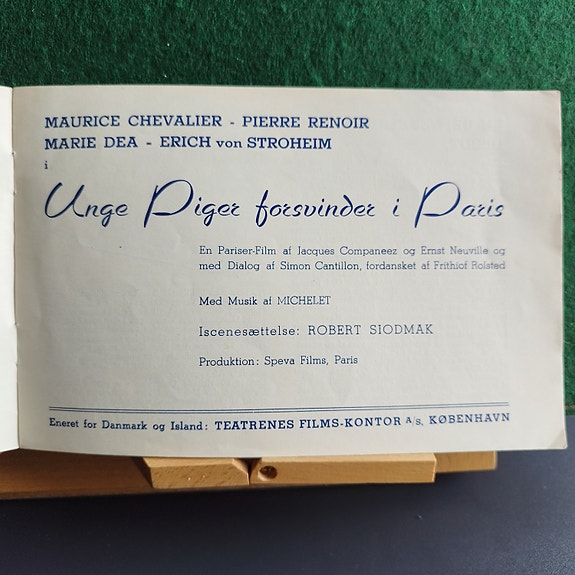 MAURICE CHEVALIER - PIERRE RENOIR
MARIE DEA - ERICH von STROHEIM
i
Unge Piger forsvinder i Paris
En Pariser-Film af Jacques Companeez og Ernst Neuville og
med Dialog af Simon Cantillon, fordansket af Frithiof Rolsted
Med Musik af MICHELET
Iscenesættelse: ROBERT SIODMAK
Produktion: Speva Films, Paris
Eneret for Danmark og Island: TEATRENES FILMS-KONTOR A/S, KØBENHAVN